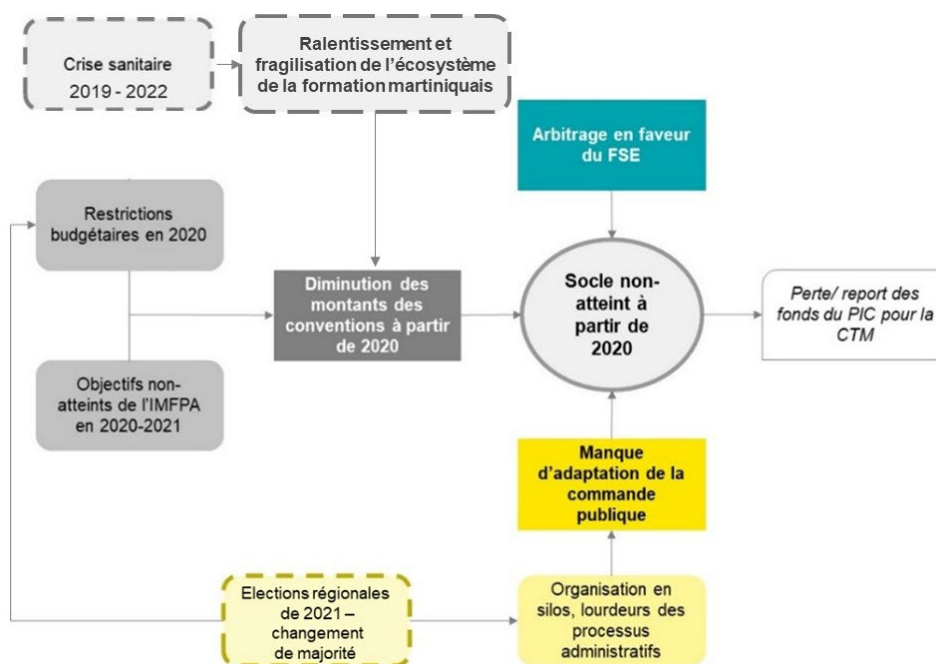 Crise sanitaire
2019 - 2022
Ralentissement et
fragilisation de l'écosystème
de la formation martiniquais
Arbitrage en faveur
du FSE
Restrictions
budgétaires en 2020
Diminution des
montants des
conventions à partir
de 2020
Socle non-
atteint à
partir de
2020
Perte/ report des
fonds du PIC pour la
CTM
Objectifs non-
atteints de l'IMFPA
en 2020-2021
Manque
d'adaptation de la
commande
publique
Elections régionales
de 2021 –
changement
de majorité
Organisation en
silos, lourdeurs des
processus
administratifs